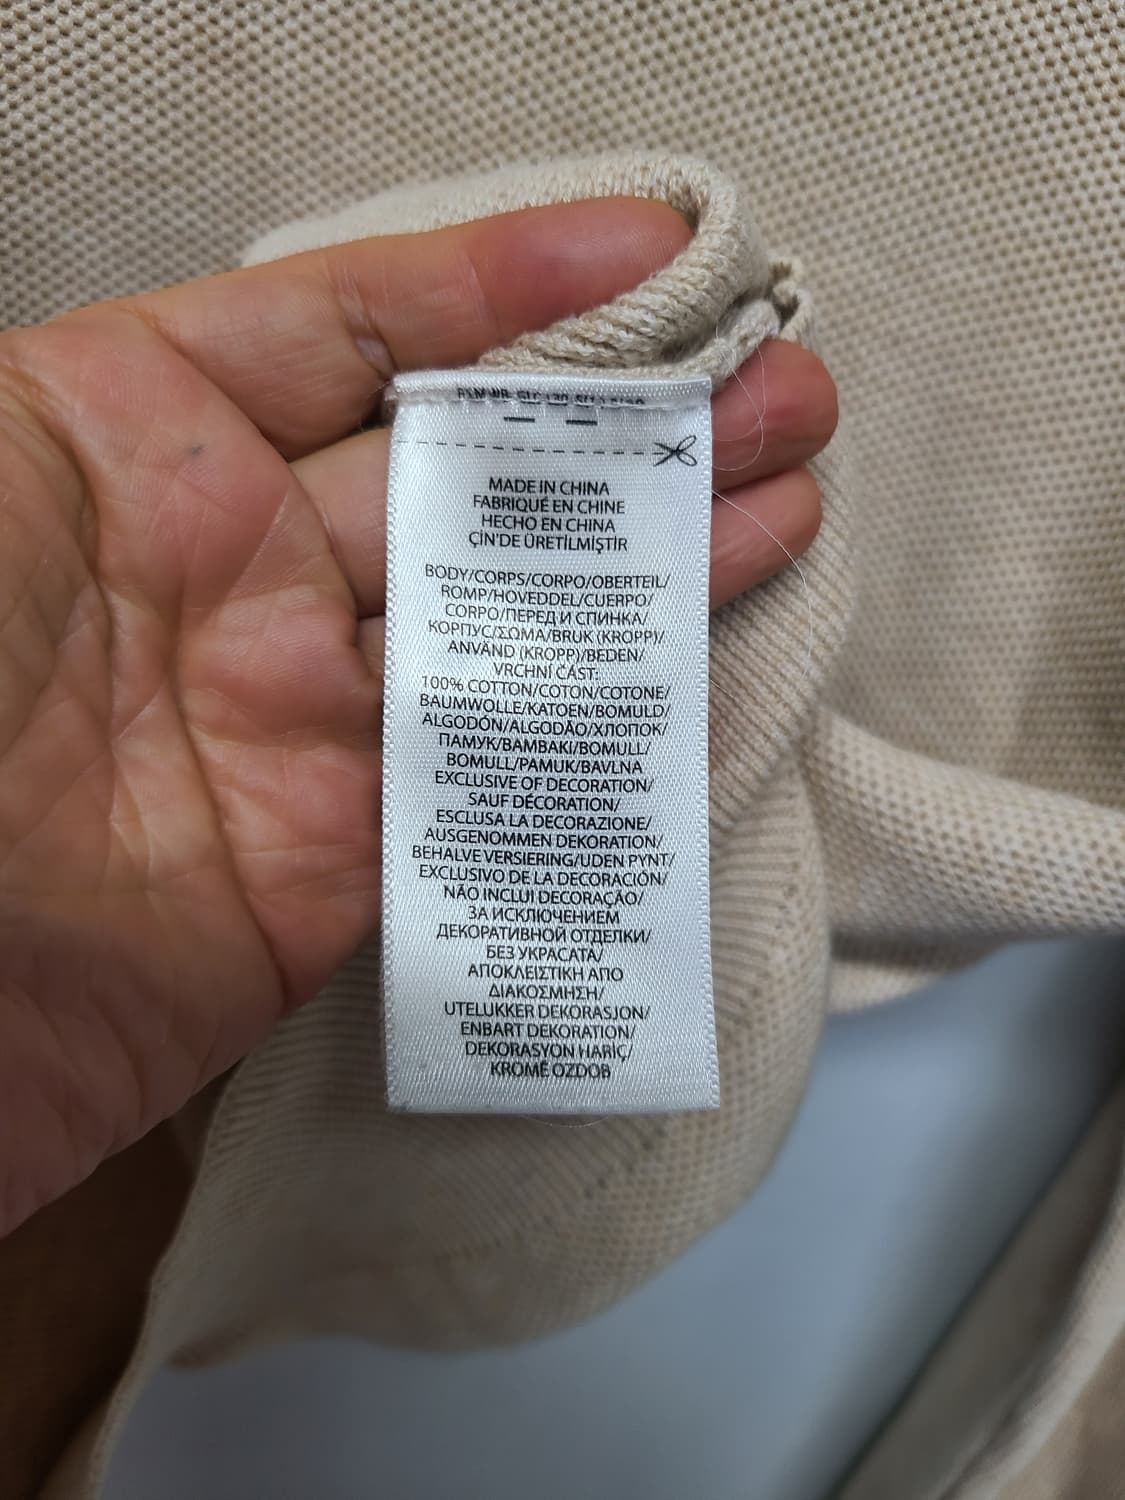 MADE IN CHINA
FABRIQUÉ EN CHINE
HECHO EN CHINA
ÇİN'DE ÜRETİLMİŞTİR
BODY/CORPS/CORPO/OBERTEIL/
ROMP/HOVEDDEL/CUERPO/
CORPO/ПЕРЕД И СПИНКА/
КОРПУС/ΣΩΜΑ/BRUK (KROPP)/
ANVÄND (KROPP)/BEDEN/
VRCHNÍ ČÁST:
100% COTTON/COTON/COTONE/
BAUMWOLLE/KATOEN/BOMULD/
ALGODÓN/ALGODÃO/ХЛОПОК/
ПАМУК/ΒΑΜΒΑΚΙ/BOMULL/
BOMULL/PAMUK/BAVLNA
EXCLUSIVE OF DECORATION/
SAUF DÉCORATION/
ESCLUSA LA DECORAZIONE/
AUSGENOMMEN DEKORATION/
BEHALVE VERSIERING/UDEN PYNT/
EXCLUSIVO DE LA DECORACIÓN/
NÃO INCLUI DECORAÇÃO/
ЗА ИСКЛЮЧЕНИЕМ
ДЕКОРАТИВНОЙ ОТДЕЛКИ/
БЕЗ УКРАСАТА/
ΑΠΟΚΛΕΙΣΤΙΚΗ ΑΠΟ
ΔΙΑΚΟΣΜΗΣΗ/
UTELUKKER DEKORASJON/
ENBART DEKORATION/
DEKORASYON HARİÇ/
KROMĚ OZDOB